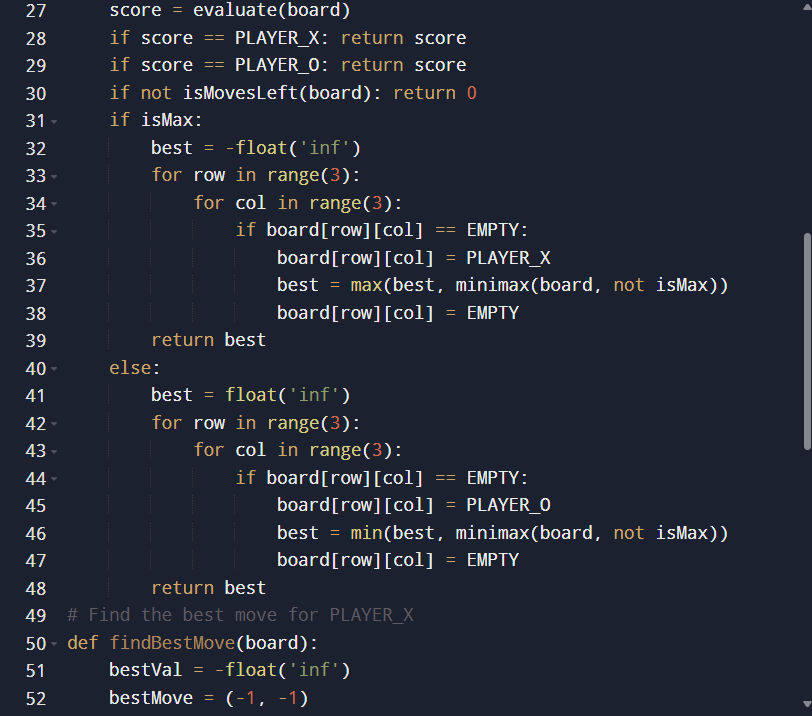 27 score = evaluate(board)
28 if score == PLAYER_X: return score
29 if score == PLAYER_O: return score
30 if not isMovesLeft(board): return 0
31 if isMax:
32 best = -float('inf')
33 for row in range(3):
34 for col in range(3):
35 if board[row][col] == EMPTY:
36 board[row][col] = PLAYER_X
37 best = max(best, minimax(board, not isMax))
38 board[row][col] = EMPTY
39 return best
40 else:
41 best = float('inf')
42 for row in range(3):
43 for col in range(3):
44 if board[row][col] == EMPTY:
45 board[row][col] = PLAYER_O
46 best = min(best, minimax(board, not isMax))
47 board[row][col] = EMPTY
48 return best
49 # Find the best move for PLAYER_X
50 def findBestMove(board):
51 bestVal = -float('inf')
52 bestMove = (-1, -1)